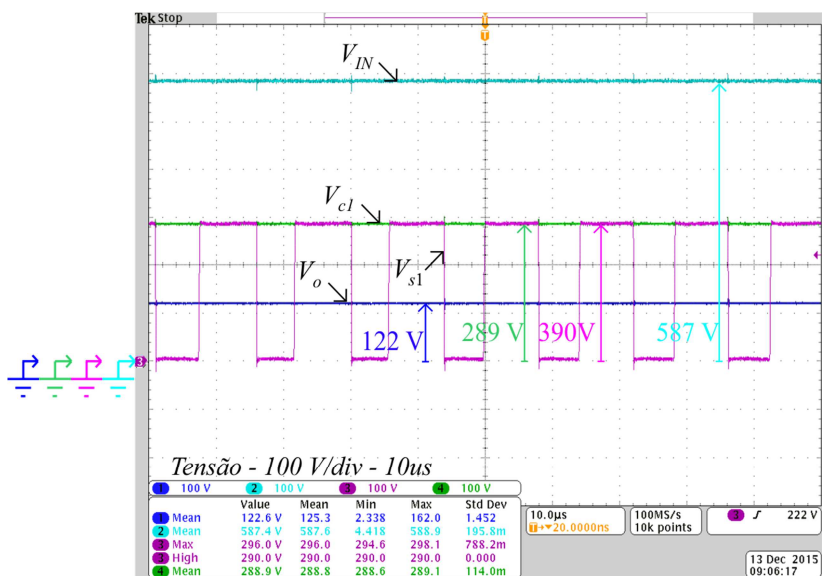 Tek Stop
T
T
V_IN
V_c1
V_o
V_s1
122 V
289 V
390V
587 V
3
Tensão - 100 V/div - 10us
1 100 V 2 100 V 3 100 V 4 100 V
Value Mean Min Max Std Dev
1 Mean 122.6 V 125.3 2.338 162.0 1.452
2 Mean 587.4 V 587.6 4.418 588.9 195.8m
3 Max 296.0 V 296.0 294.6 298.1 788.2m
3 High 290.0 V 290.0 290.0 290.0 0.000
4 Mean 288.9 V 288.8 288.6 289.1 114.0m
10.0µs
T→▼20.0000ns
100MS/s
10k points
3 ʃ 222 V
13 Dec 2015
09:06:17